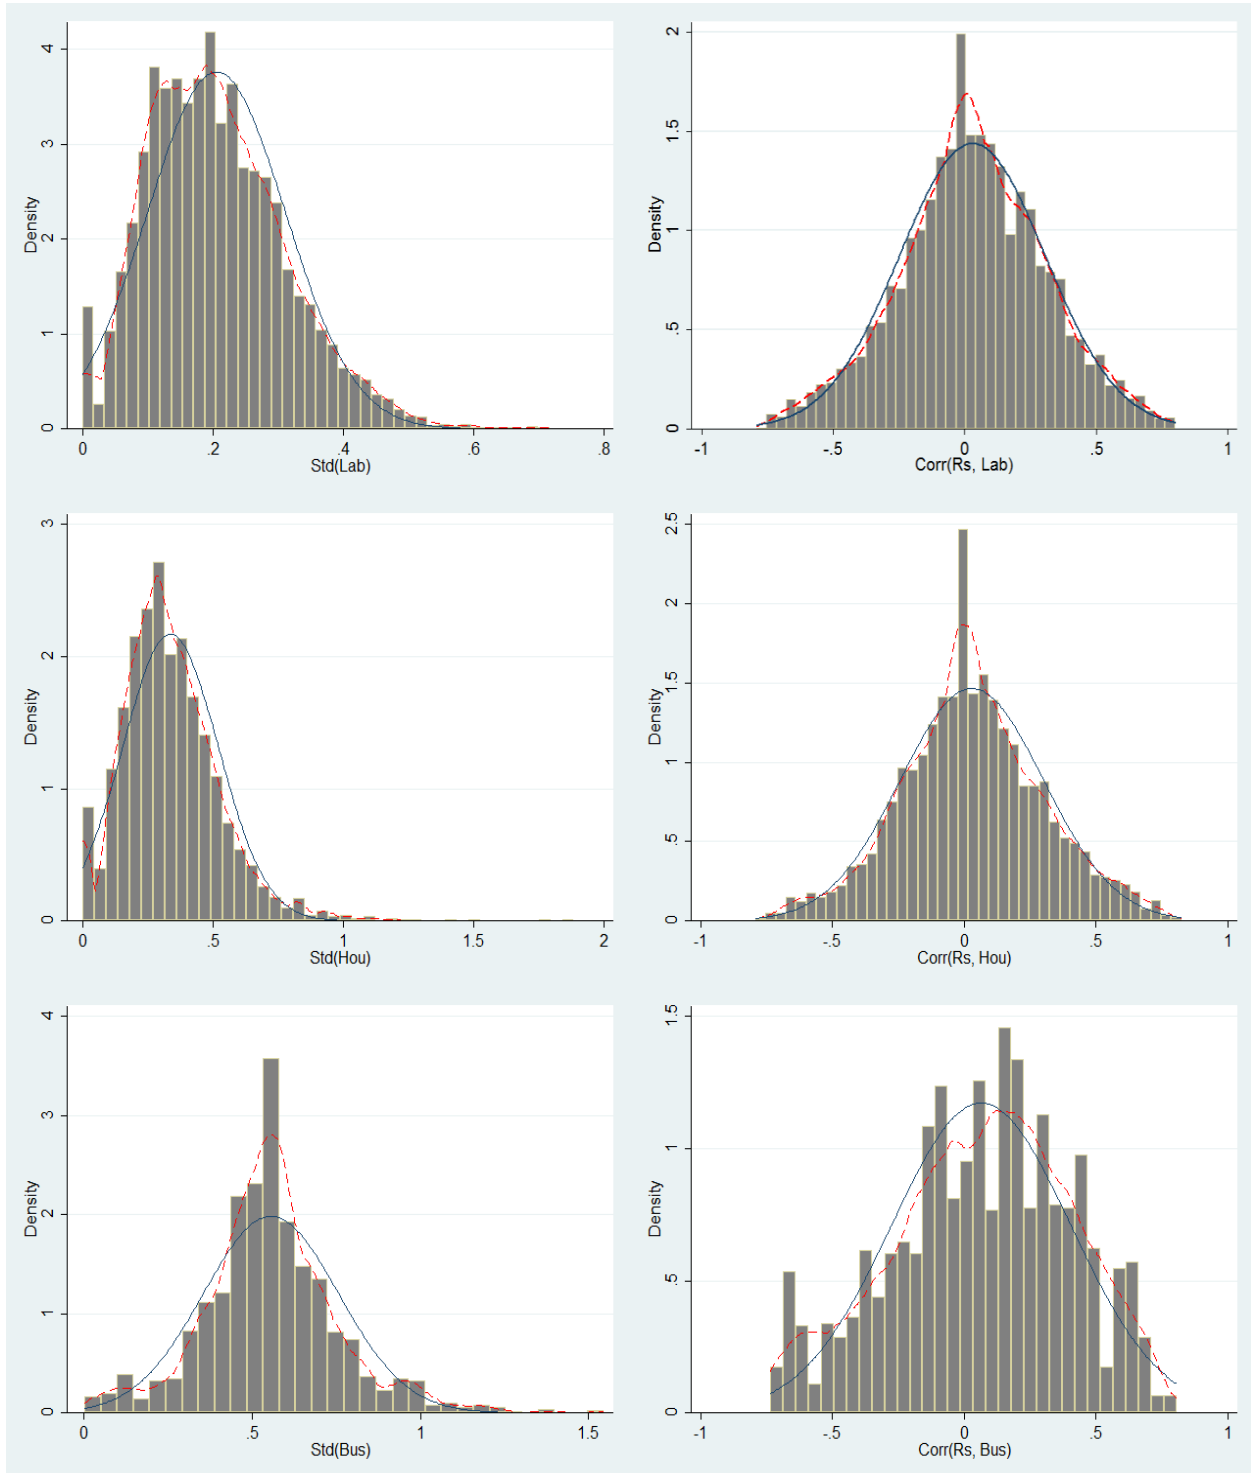 4
3
2
1
0
Density
0 .2 .4 .6 .8
Std(Lab)
2
1.5
1
.5
0
Density
-1 -.5 0 .5 1
Corr(Rs, Lab)
3
2
1
0
Density
0 .5 1 1.5 2
Std(Hou)
2.5
2
1.5
1
.5
0
Density
-1 -.5 0 .5 1
Corr(Rs, Hou)
4
3
2
1
0
Density
0 .5 1 1.5
Std(Bus)
1.5
1
.5
0
Density
-1 -.5 0 .5 1
Corr(Rs, Bus)